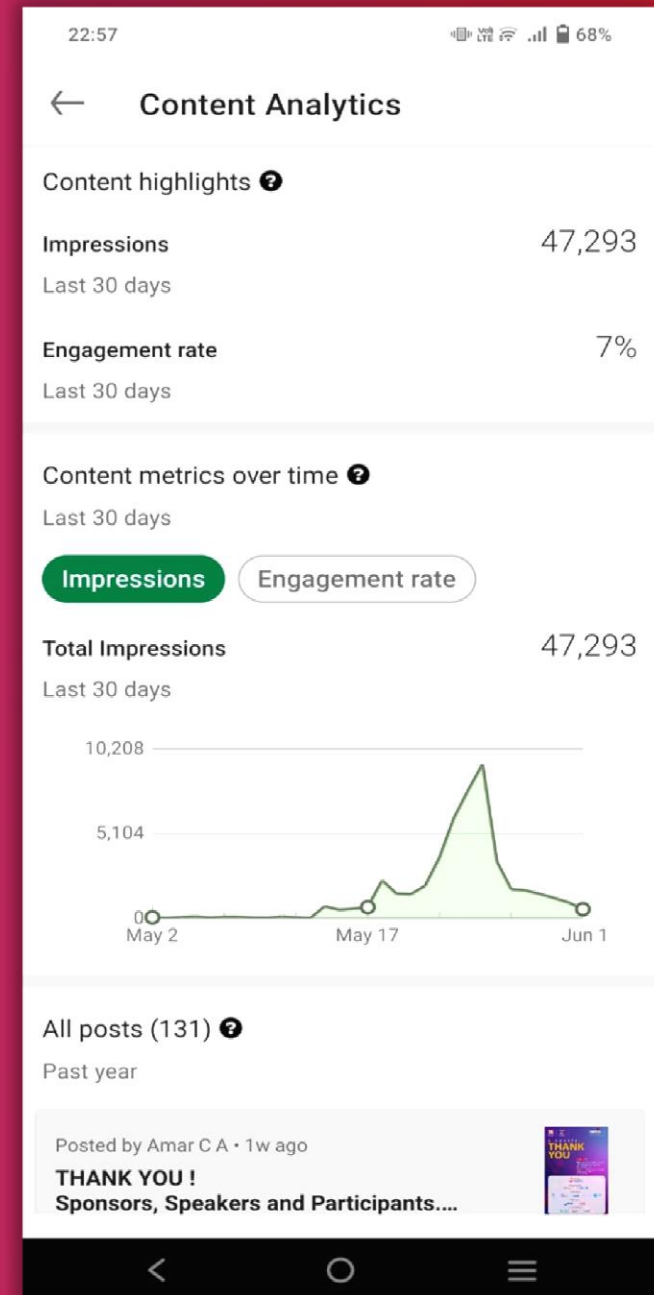 22:57
Vo)) LTE 68%
Content Analytics
Content highlights ?
Impressions 47,293
Last 30 days
Engagement rate 7%
Last 30 days
Content metrics over time ?
Last 30 days
Impressions Engagement rate
Total Impressions 47,293
Last 30 days
10,208
5,104
0
May 2 May 17 Jun 1
All posts (131) ?
Past year
Posted by Amar C A • 1w ago
THANK YOU !
Sponsors, Speakers and Participants....
THANK
YOU